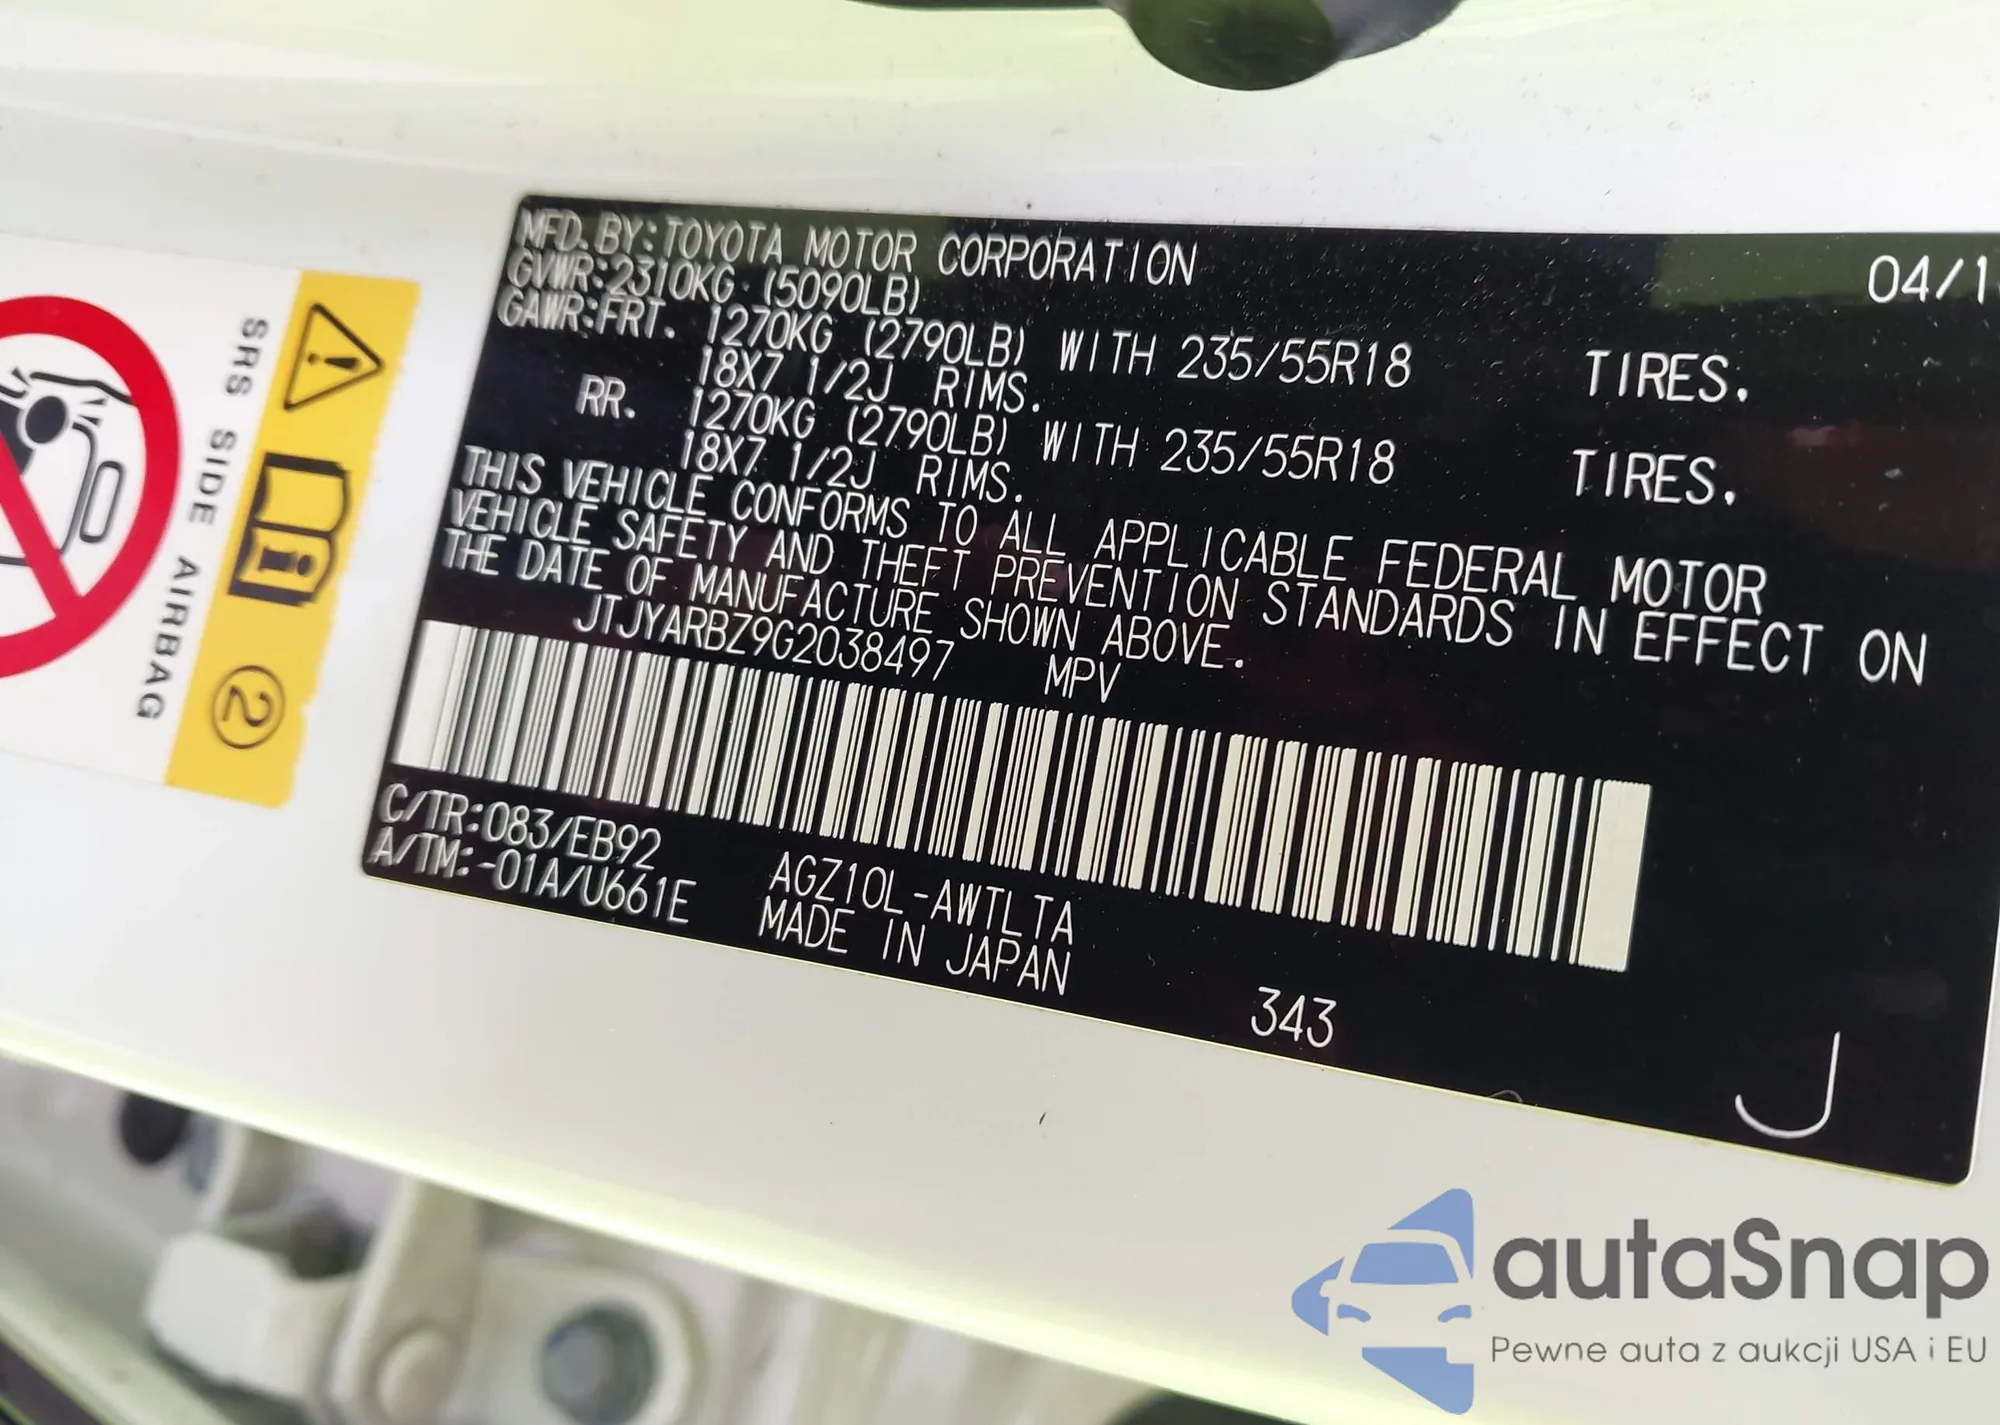 MFD. BY: TOYOTA MOTOR CORPORATION 04/1
GVWR: 2310KG (5090LB)
GAWR: FRT. 1270KG (2790LB) WITH 235/55R18 TIRES.
18X7 1/2J RIMS.
RR. 1270KG (2790LB) WITH 235/55R18 TIRES.
18X7 1/2J RIMS.
THIS VEHICLE CONFORMS TO ALL APPLICABLE FEDERAL MOTOR
VEHICLE SAFETY AND THEFT PREVENTION STANDARDS IN EFFECT ON
THE DATE OF MANUFACTURE SHOWN ABOVE.
JTJYARBZ9G2038497 MPV
C/TR: 083/EB92
A/TM: -01A/U661E
AGZ10L-AWTLTA
MADE IN JAPAN
343
J
SRS SIDE AIRBAG
2
autaSnap
Pewne auta z aukcji USA i EU